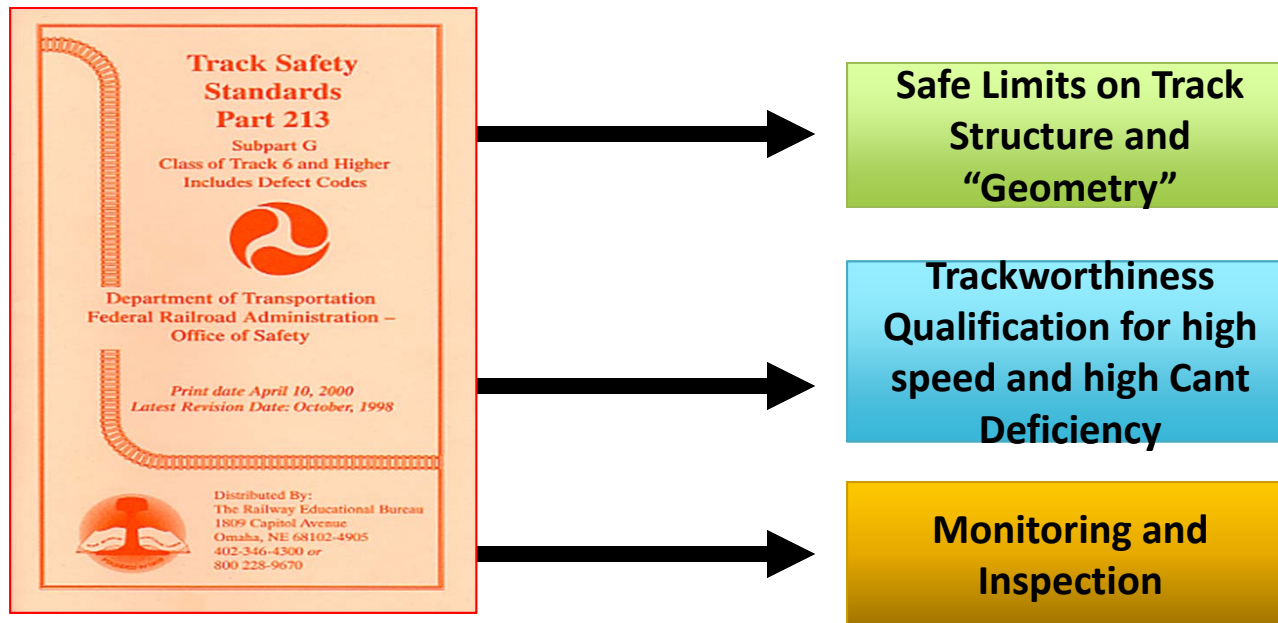 Track Safety
Standards
Part 213
Subpart G
Class of Track 6 and Higher
Includes Defect Codes
Department of Transportation
Federal Railroad Administration –
Office of Safety
Print date April 10, 2000
Latest Revision Date: October, 1998
Distributed By:
The Railway Educational Bureau
1809 Capitol Avenue
Omaha, NE 68102-4905
402-346-4300 or
800 228-9670
Safe Limits on Track
Structure and
“Geometry”
Trackworthiness
Qualification for high
speed and high Cant
Deficiency
Monitoring and
Inspection